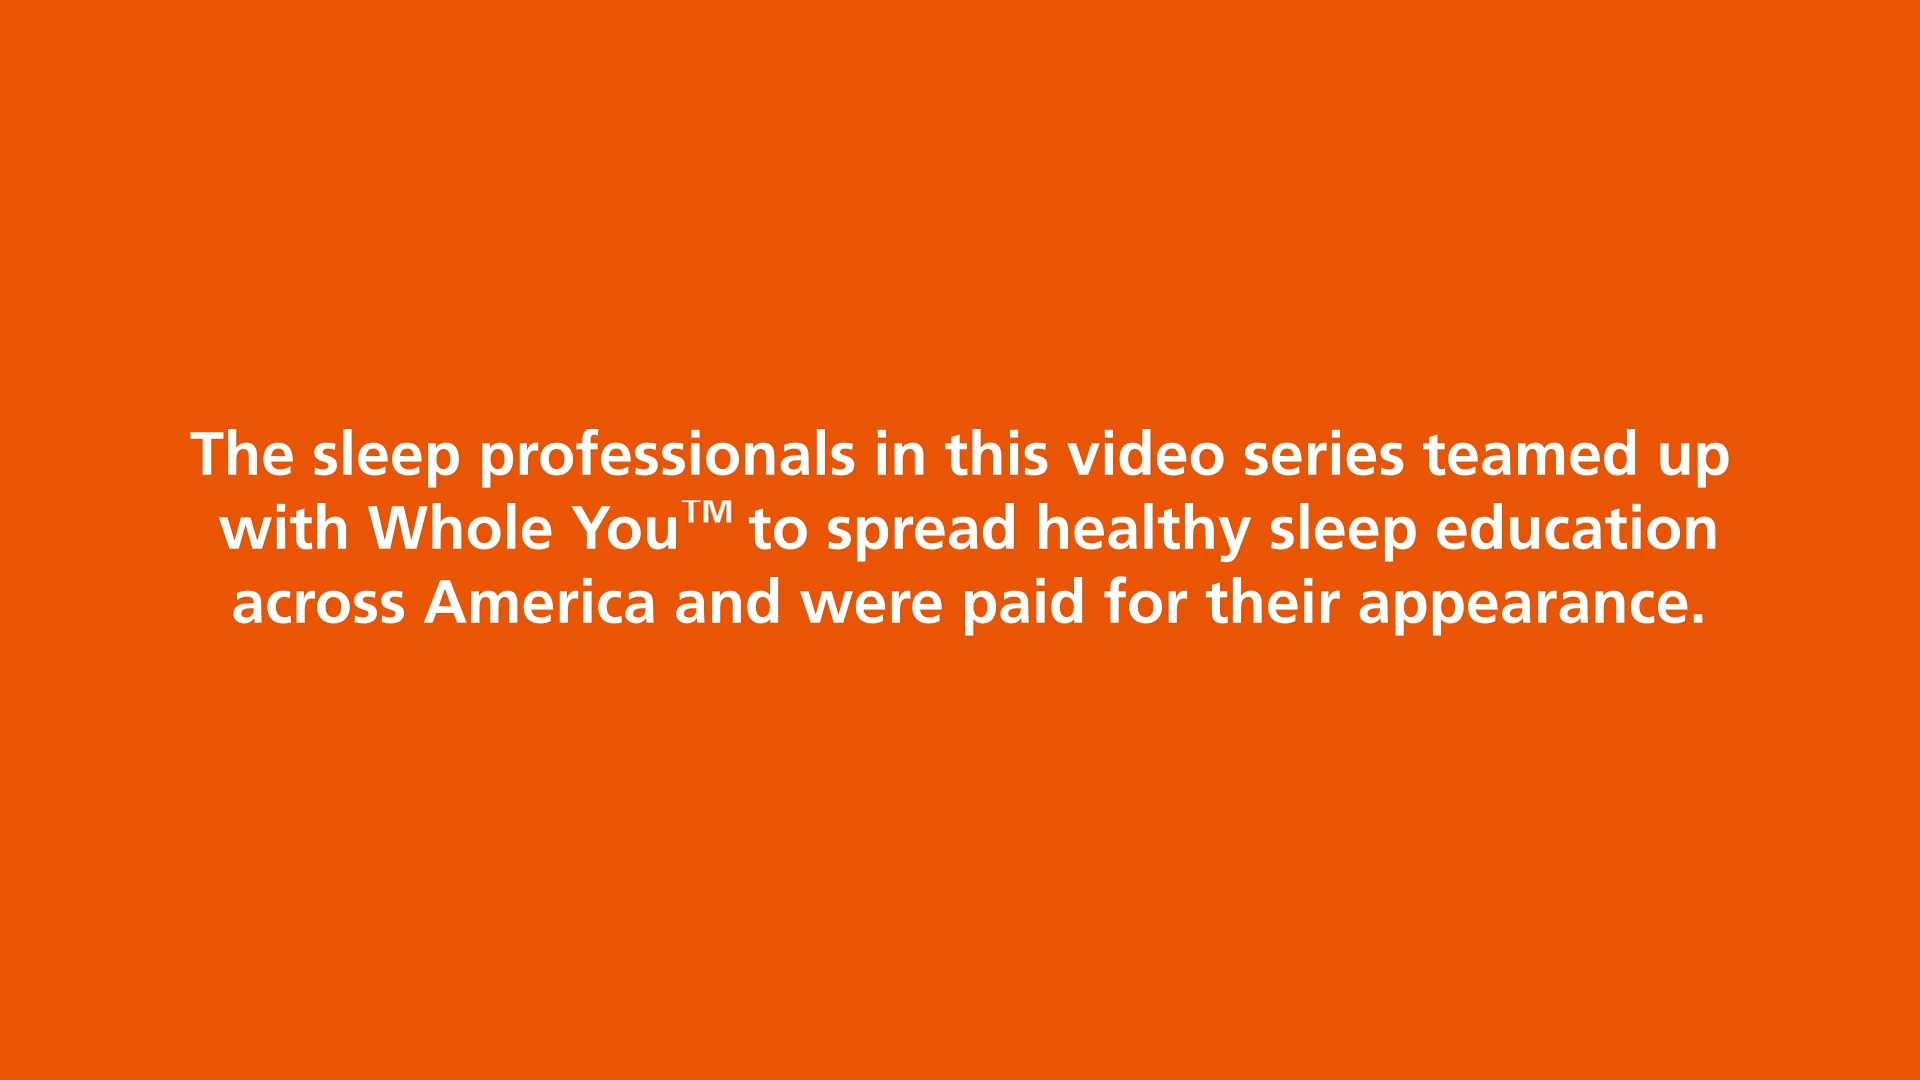 The sleep professionals in this video series teamed up
with Whole You™ to spread healthy sleep education
across America and were paid for their appearance.